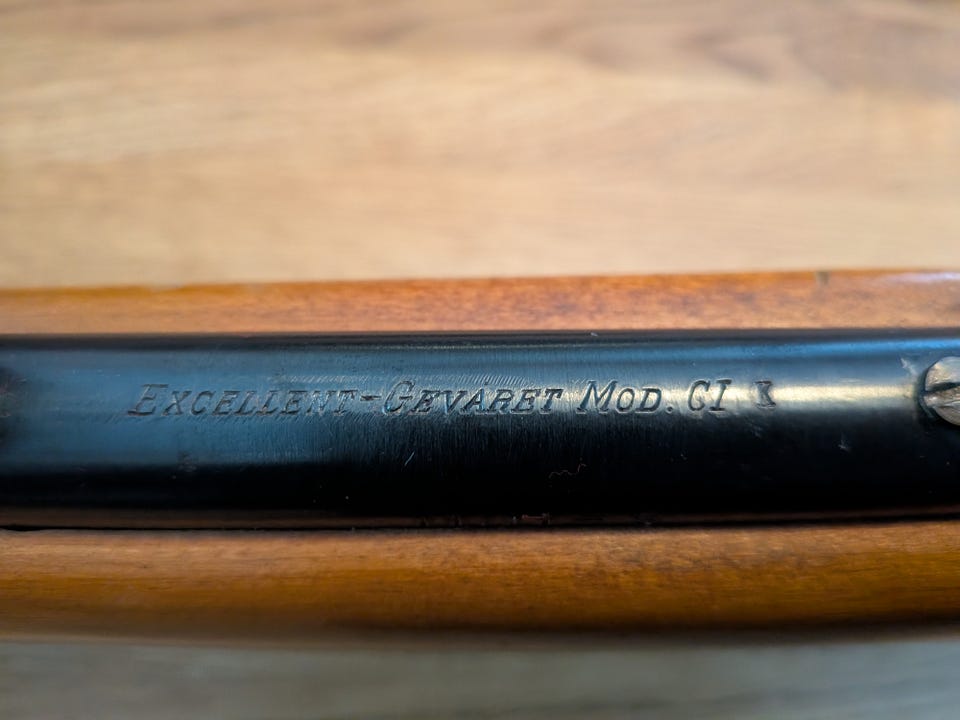 EXCELLENT-GEVARET MOD. CI K